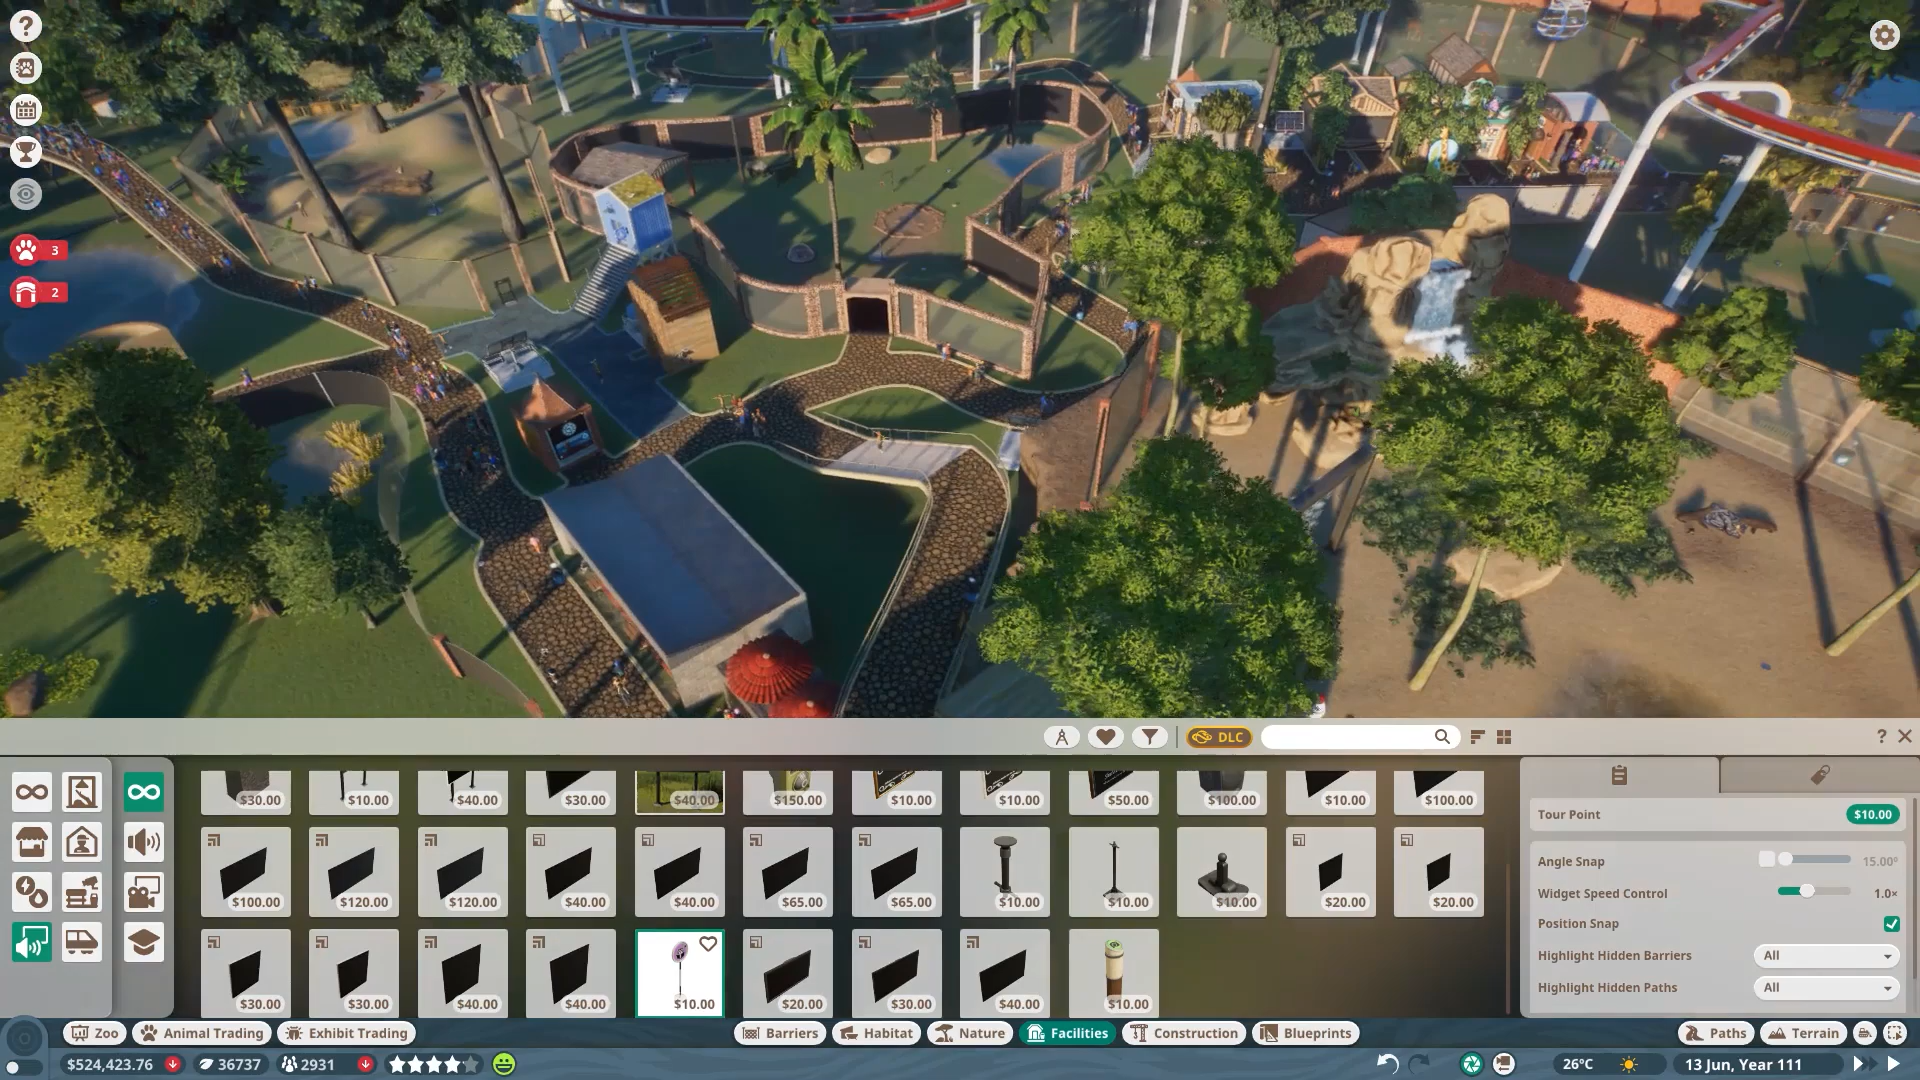 ?
3
2
DLC
?
$30.00
$10.00
$40.00
$30.00
$40.00
$150.00
$10.00
$10.00
$50.00
$100.00
$10.00
$100.00
$100.00
$120.00
$120.00
$40.00
$40.00
$65.00
$65.00
$10.00
$10.00
$10.00
$20.00
$20.00
$30.00
$30.00
$40.00
$40.00
$10.00
$20.00
$30.00
$40.00
$10.00
Tour Point
$10.00
Angle Snap
15.00°
Widget Speed Control
1.0×
Position Snap
Highlight Hidden Barriers
All
Highlight Hidden Paths
All
Zoo
Animal Trading
Exhibit Trading
Barriers
Habitat
Nature
Facilities
Construction
Blueprints
Paths
Terrain
$524,423.76
36737
2931
26°C
13 Jun, Year 111